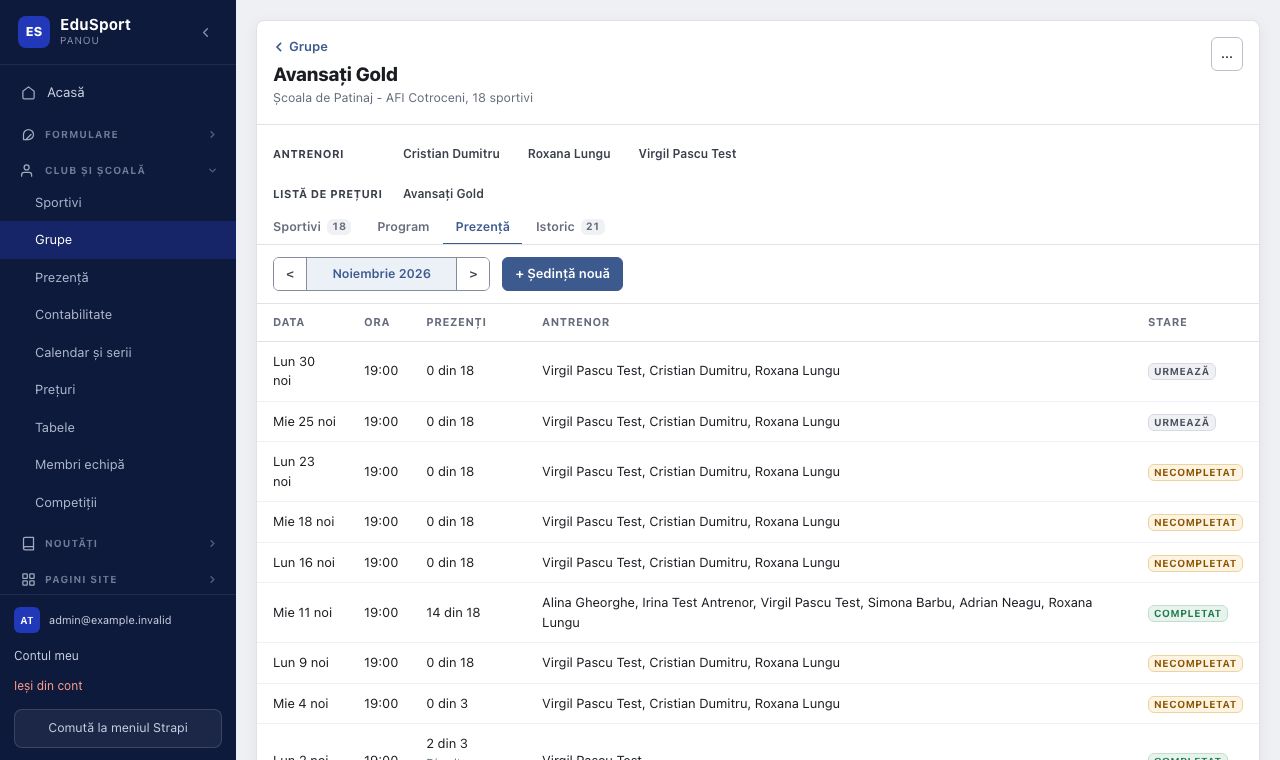 ES
EduSport
PANOU
Acasă
FORMULARE
CLUB ȘI ȘCOALĂ
Sportivi
Grupe
Prezență
Contabilitate
Calendar și serii
Prețuri
Tabele
Membri echipă
Competiții
NOUTĂȚI
PAGINI SITE
AT admin@example.invalid
Contul meu
Ieși din cont
Comută la meniul Strapi
Grupe
...
Avansați Gold
Școala de Patinaj - AFI Cotroceni, 18 sportivi
ANTRENORI Cristian Dumitru Roxana Lungu Virgil Pascu Test
LISTĂ DE PREȚURI Avansați Gold
Sportivi 18 Program Prezență Istoric 21
< Noiembrie 2026 > + Ședință nouă
DATA ORA PREZENȚI ANTRENOR STARE
Lun 30
noi
19:00 0 din 18 Virgil Pascu Test, Cristian Dumitru, Roxana Lungu URMEAZĂ
Mie 25 noi 19:00 0 din 18 Virgil Pascu Test, Cristian Dumitru, Roxana Lungu URMEAZĂ
Lun 23
noi
19:00 0 din 18 Virgil Pascu Test, Cristian Dumitru, Roxana Lungu NECOMPLETAT
Mie 18 noi 19:00 0 din 18 Virgil Pascu Test, Cristian Dumitru, Roxana Lungu NECOMPLETAT
Lun 16 noi 19:00 0 din 18 Virgil Pascu Test, Cristian Dumitru, Roxana Lungu NECOMPLETAT
Mie 11 noi 19:00 14 din 18 Alina Gheorghe, Irina Test Antrenor, Virgil Pascu Test, Simona Barbu, Adrian Neagu, Roxana
Lungu
COMPLETAT
Lun 9 noi 19:00 0 din 18 Virgil Pascu Test, Cristian Dumitru, Roxana Lungu NECOMPLETAT
Mie 4 noi 19:00 0 din 3 Virgil Pascu Test, Cristian Dumitru, Roxana Lungu NECOMPLETAT
2 din 3
Lun 2 noi 19:00 Virgil Pascu Test COMPLETAT